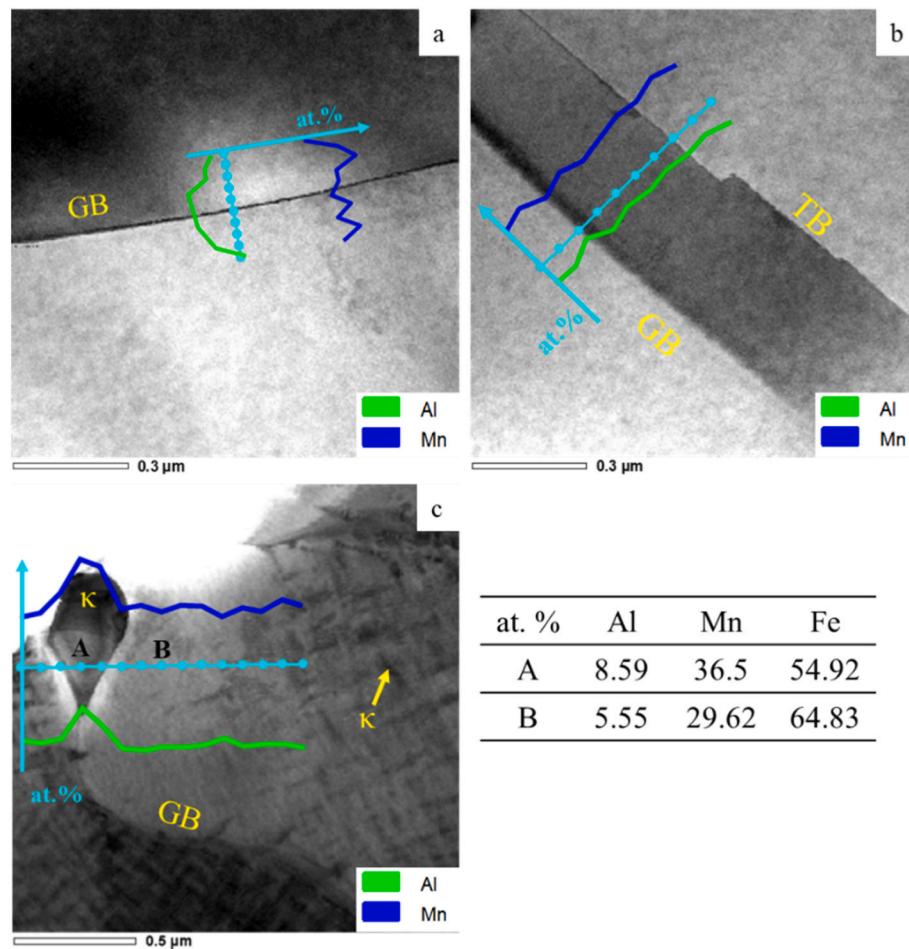 a
at.%
GB
Al
Mn
0.3 µm
b
TB
at.%
GB
Al
Mn
0.3 µm
c
κ
A B
κ
at.%
GB
Al
Mn
0.5 µm
at. % Al Mn Fe
A 8.59 36.5 54.92
B 5.55 29.62 64.83